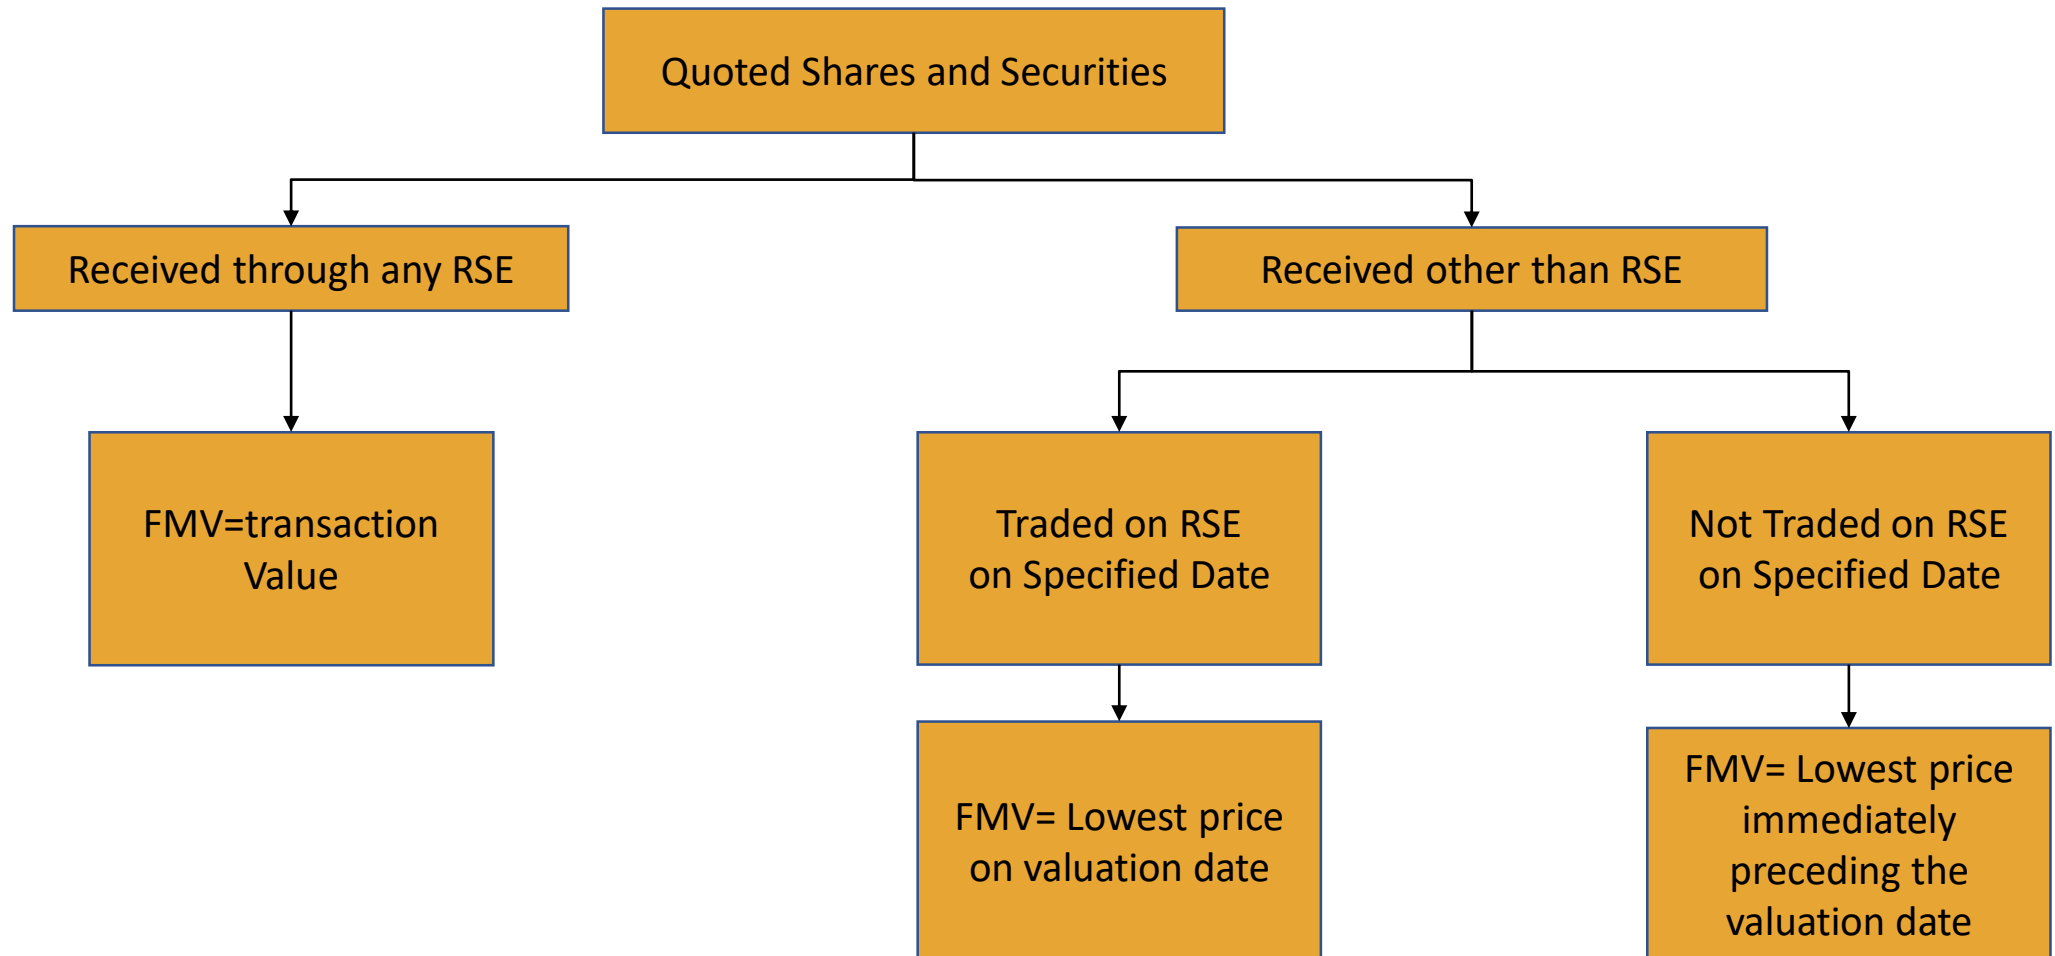 Quoted Shares and Securities
Received through any RSE
Received other than RSE
FMV=transaction
Value
Traded on RSE
on Specified Date
Not Traded on RSE
on Specified Date
FMV= Lowest price
on valuation date
FMV= Lowest price
immediately
preceding the
valuation date